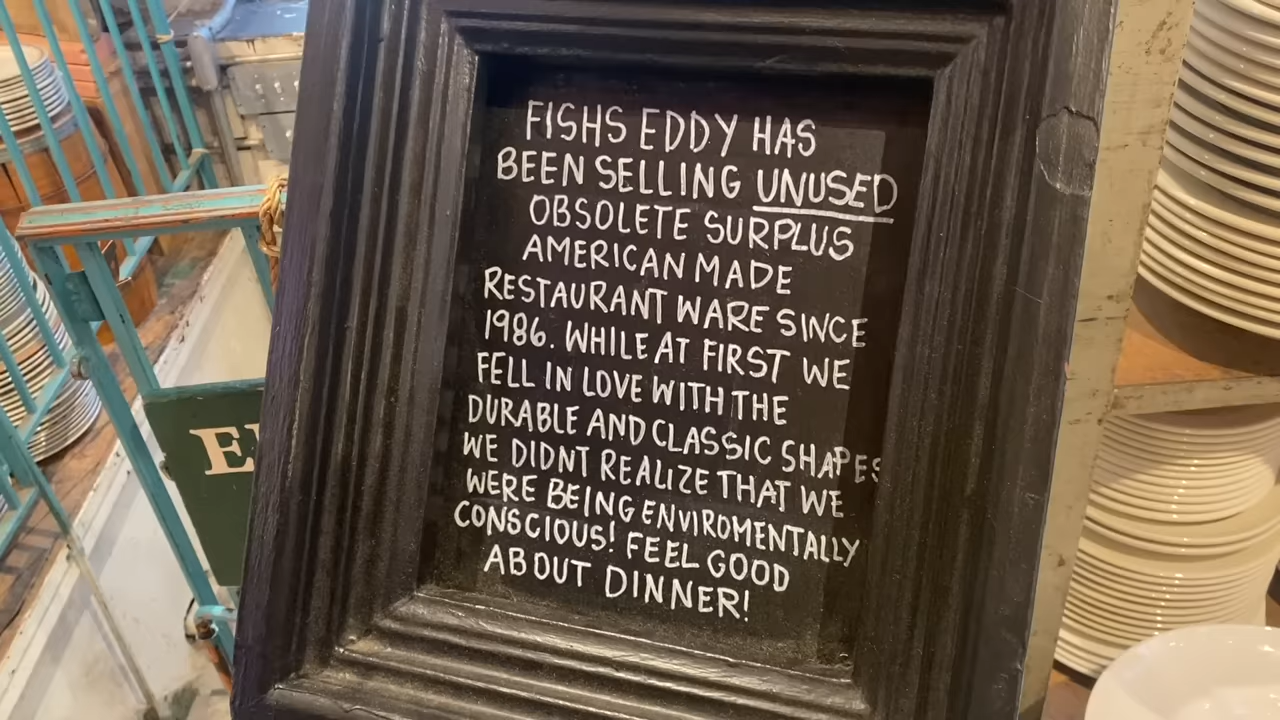 FISHS EDDY HAS
BEEN SELLING UNUSED
OBSOLETE SURPLUS
AMERICAN MADE
RESTAURANT WARE SINCE
1986. WHILE AT FIRST WE
FELL IN LOVE WITH THE
DURABLE AND CLASSIC SHAPES
WE DIDNT REALIZE THAT WE
WERE BEING ENVIROMENTALLY
CONSCIOUS! FEEL GOOD
ABOUT DINNER!